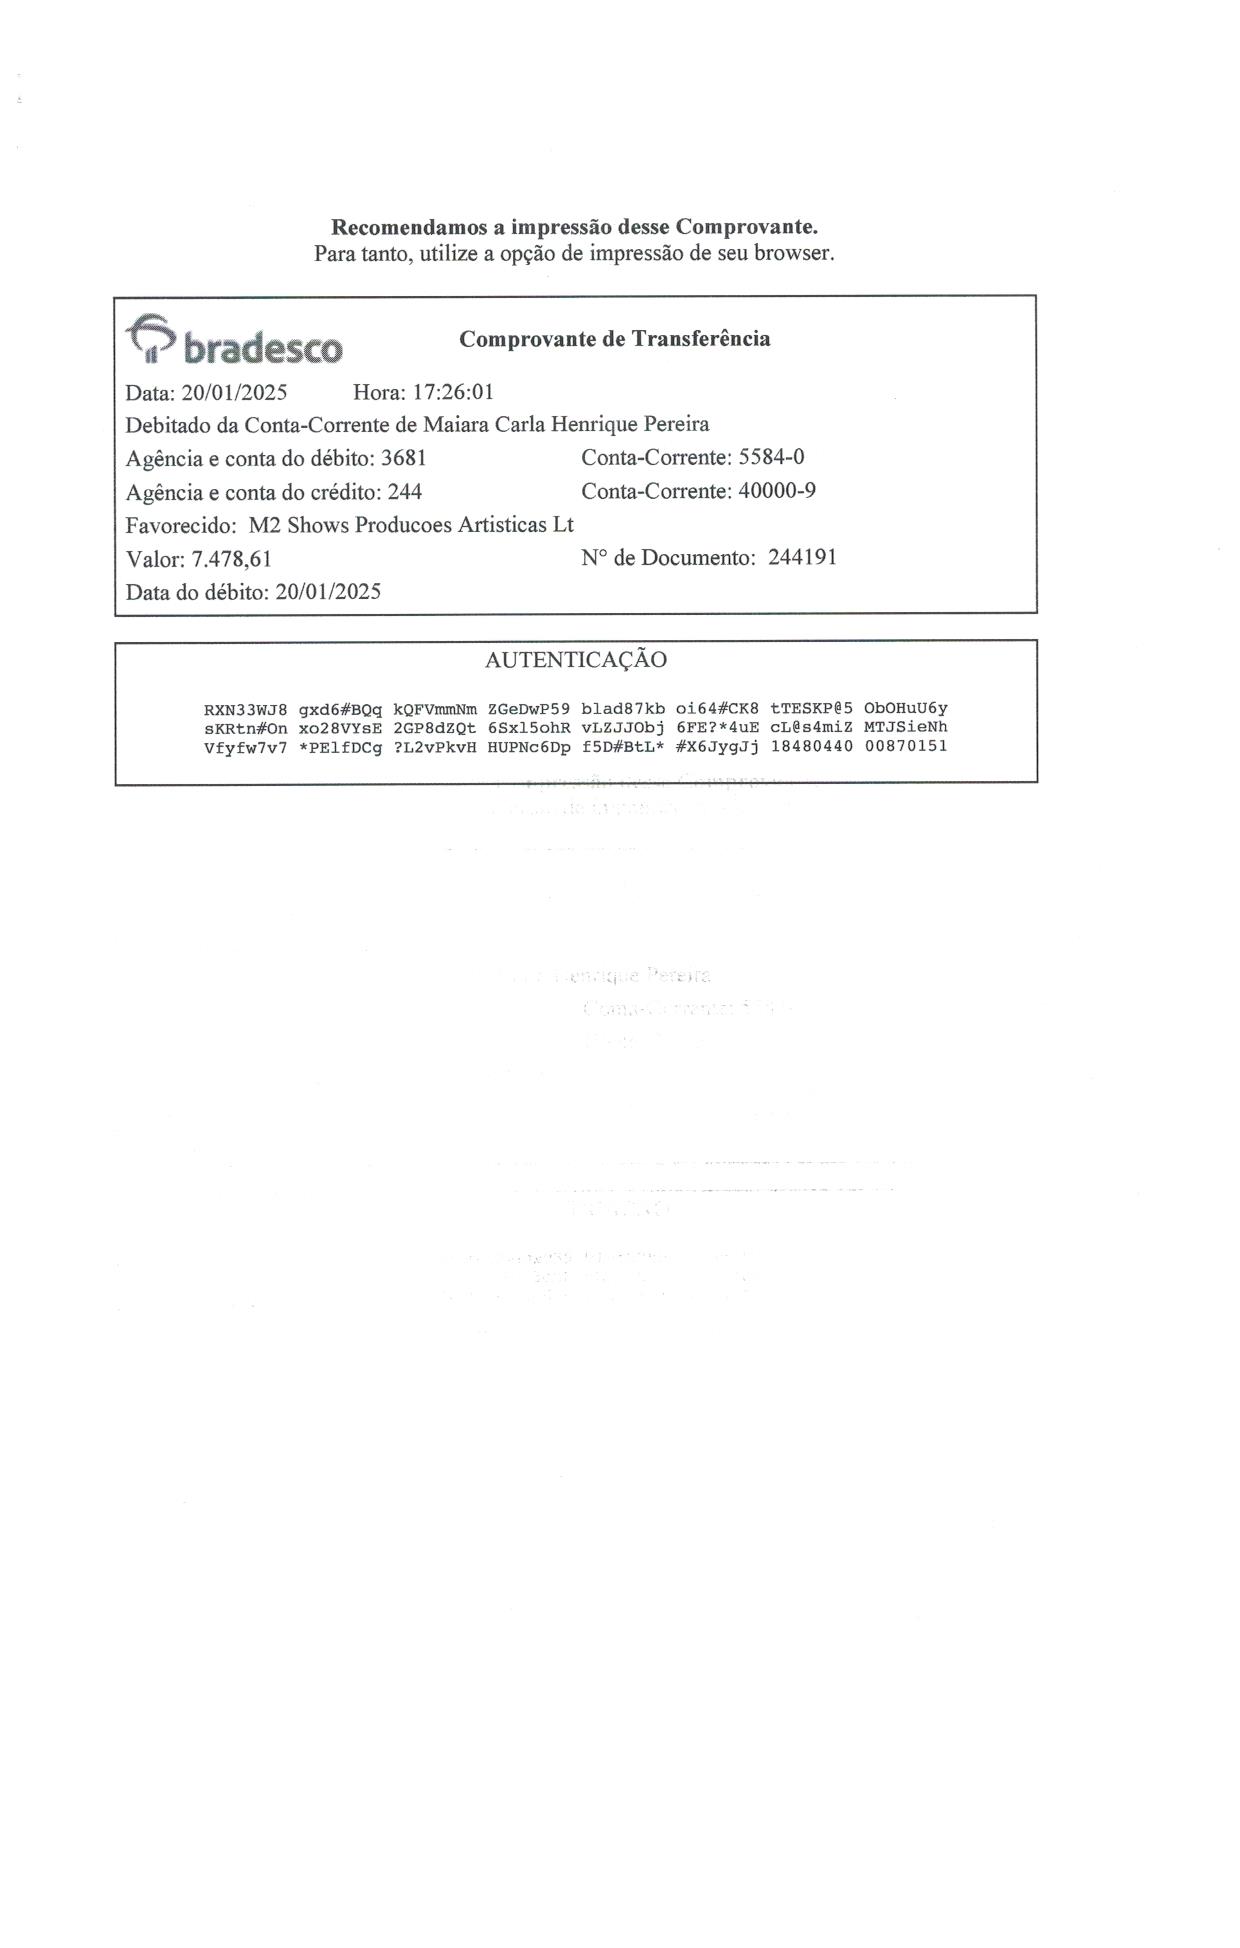 Recomendamos a impressão desse Comprovante.
Para tanto, utilize a opção de impressão de seu browser.
bradesco
Comprovante de Transferência
Data: 20/01/2025 Hora: 17:26:01
Debitado da Conta-Corrente de Maiara Carla Henrique Pereira
Agência e conta do débito: 3681 Conta-Corrente: 5584-0
Agência e conta do crédito: 244 Conta-Corrente: 40000-9
Favorecido: M2 Shows Producoes Artisticas Lt
Valor: 7.478,61 Nº de Documento: 244191
Data do débito: 20/01/2025
AUTENTICAÇÃO
RXN33WJ8 gxd6#BQq kQFVmmNm ZGeDwP59 blad87kb oi64#CK8 tTESKP@5 ObOHuU6y
sKRtn#On xo28VYsE 2GP8dZQt 6Sxl5ohR vLZJJObj 6FE?*4uE cL@s4miZ MTJSieNh
Vfyfw7v7 *PElfDCg ?L2vPkvH HUPNc6Dp f5D#BtL* #X6JygJj 18480440 00870151
Henrique Pereira